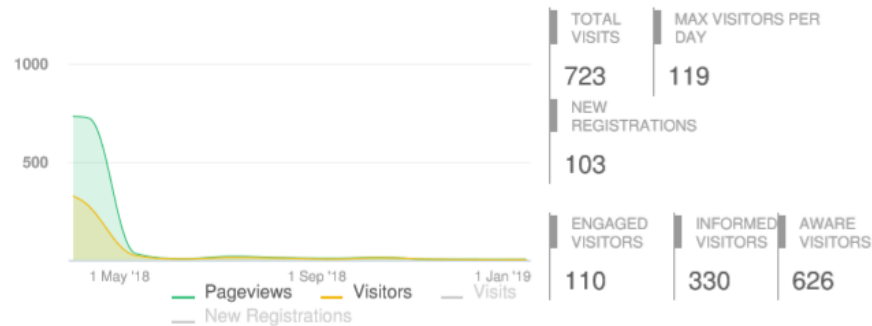 1000
500
1 May '18
1 Sep '18
1 Jan '19
Pageviews
Visitors
Visits
New Registrations
TOTAL
VISITS
723
MAX VISITORS PER
DAY
119
NEW
REGISTRATIONS
103
ENGAGED
VISITORS
110
INFORMED
VISITORS
330
AWARE
VISITORS
626